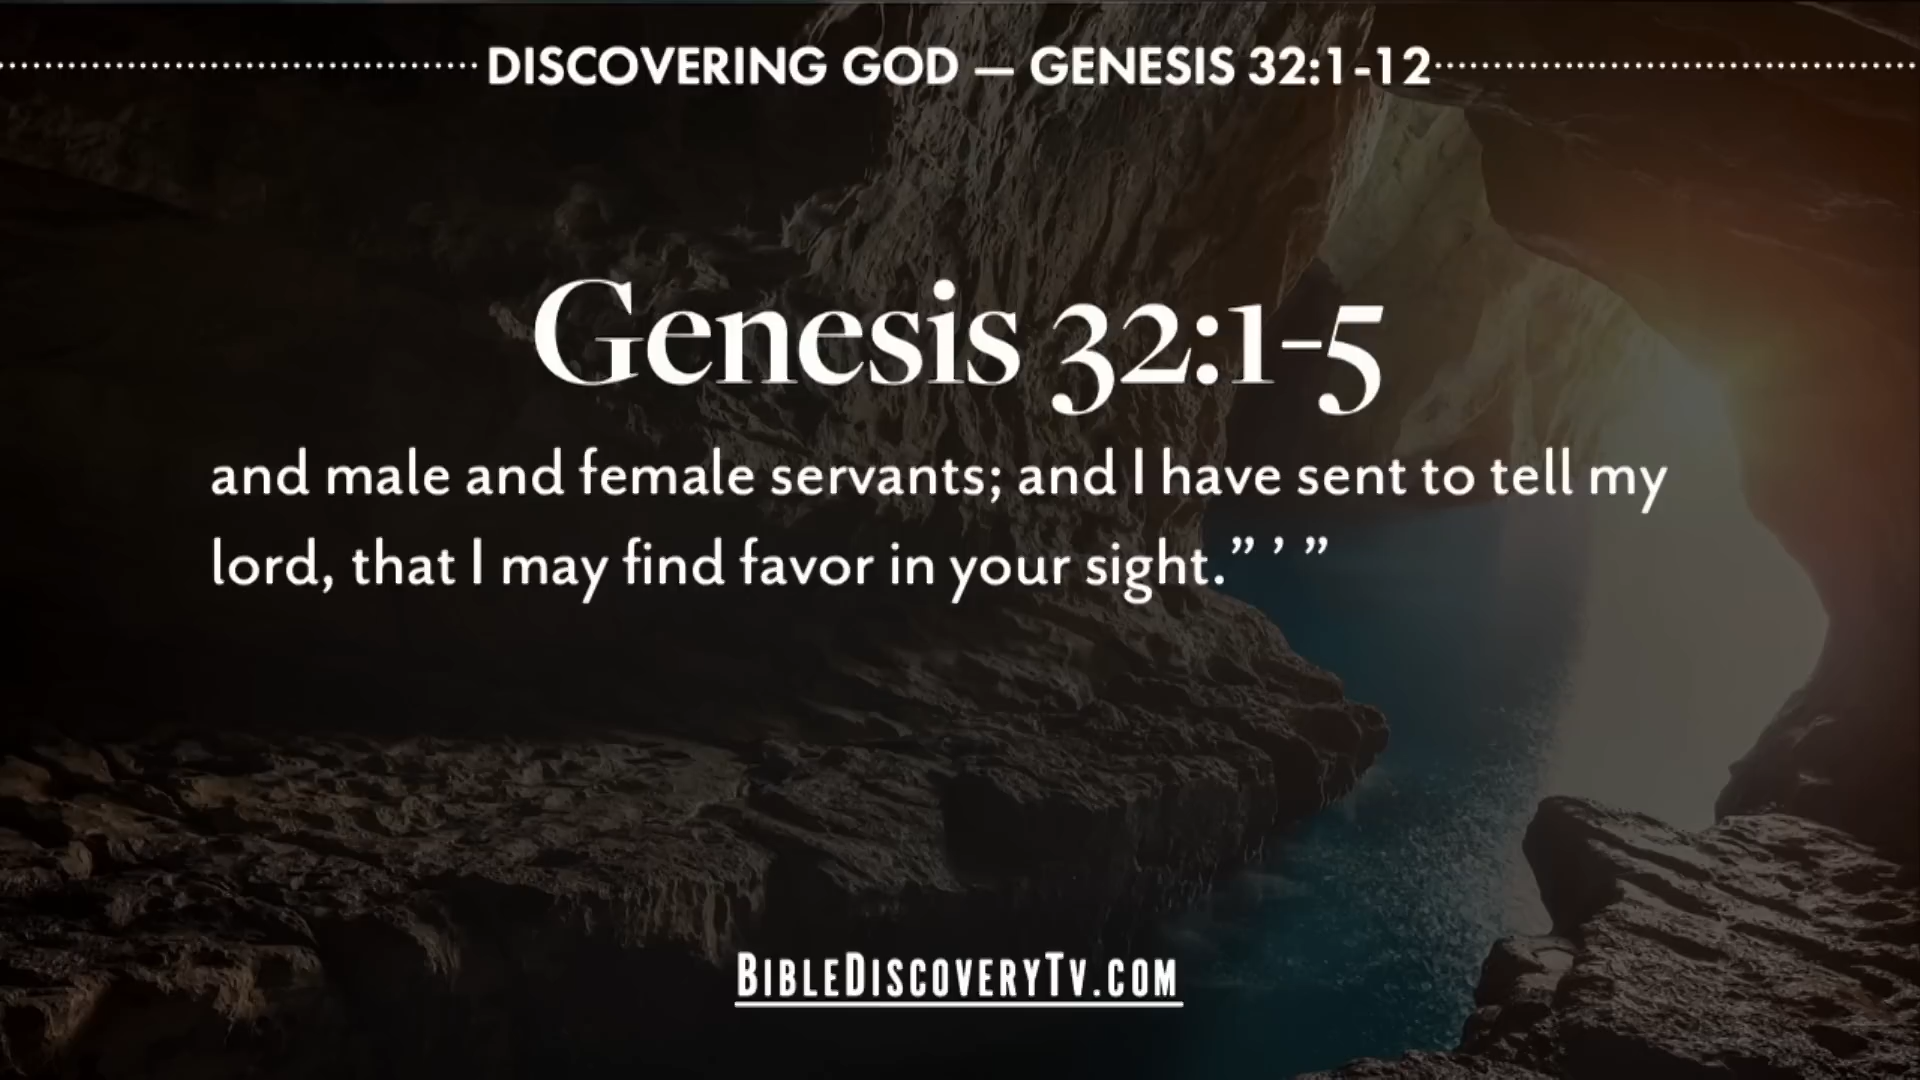 DISCOVERING GOD — GENESIS 32:1-12
Genesis 32:1-5
and male and female servants; and I have sent to tell my
lord, that I may find favor in your sight.” ’ ”
BIBLEDISCOVERYTV.COM